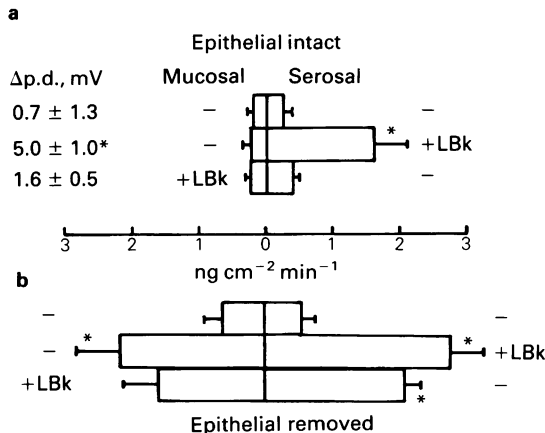 a
Epithelial intact
Δp.d., mV Mucosal Serosal
0.7 ± 1.3 – –
5.0 ± 1.0* – * +LBk
1.6 ± 0.5 +LBk –
3 2 1 0 1 2 3
ng cm⁻² min⁻¹
b
– –
– * * +LBk
+LBk * –
Epithelial removed